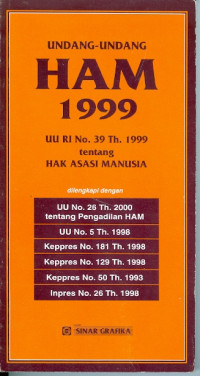 UNDANG-UNDANG
HAM
1999
UU RI No. 39 Th. 1999
tentang
HAK ASASI MANUSIA
dilengkapi dengan
UU No. 26 Th. 2000
tentang Pengadilan HAM
UU No. 5 Th. 1998
Keppres No. 181 Th. 1998
Keppres No. 129 Th. 1998
Keppres No. 50 Th. 1993
Inpres No. 26 Th. 1998
SINAR GRAFIKA